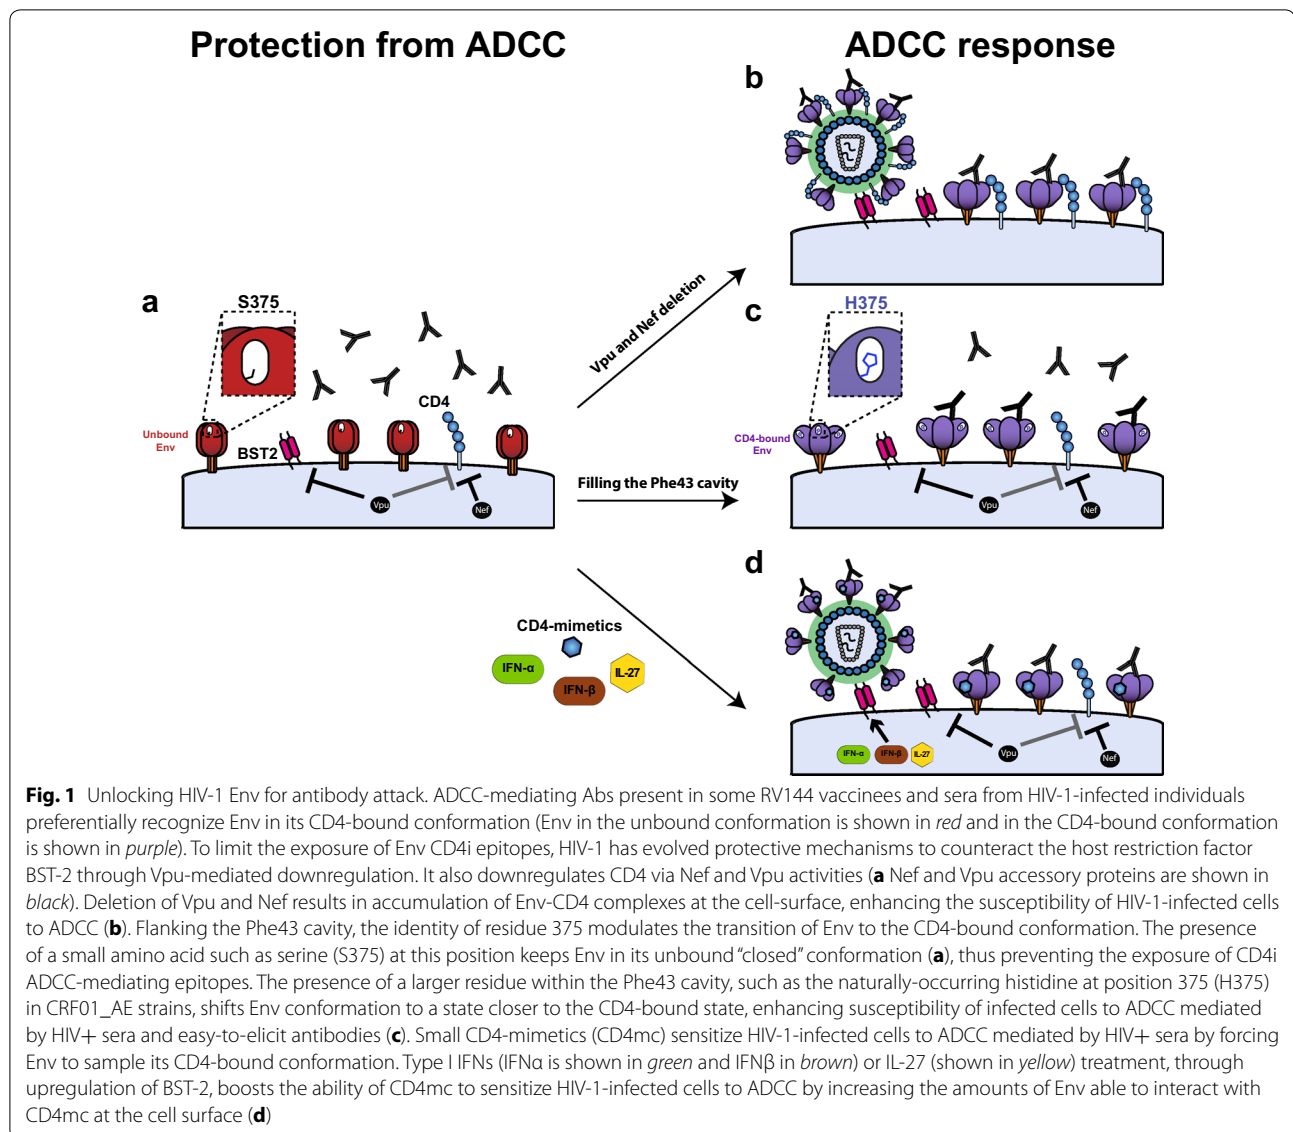 Protection from ADCC
ADCC response
b
a
S375
CD4
Unbound
Env
BST2
Vpu
Nef
Vpu and Nef deletion
Filling the Phe43 cavity
c
H375
CD4-bound
Env
Vpu
Nef
d
CD4-mimetics
IFN-α
IFN-β
IL-27
Vpu
Nef
IFN-α
IFN-β
IL-27
Fig. 1 Unlocking HIV-1 Env for antibody attack. ADCC-mediating Abs present in some RV144 vaccinees and sera from HIV-1-infected individuals
preferentially recognize Env in its CD4-bound conformation (Env in the unbound conformation is shown in red and in the CD4-bound conformation
is shown in purple). To limit the exposure of Env CD4i epitopes, HIV-1 has evolved protective mechanisms to counteract the host restriction factor
BST-2 through Vpu-mediated downregulation. It also downregulates CD4 via Nef and Vpu activities (a Nef and Vpu accessory proteins are shown in
black). Deletion of Vpu and Nef results in accumulation of Env-CD4 complexes at the cell-surface, enhancing the susceptibility of HIV-1-infected cells
to ADCC (b). Flanking the Phe43 cavity, the identity of residue 375 modulates the transition of Env to the CD4-bound conformation. The presence
of a small amino acid such as serine (S375) at this position keeps Env in its unbound “closed” conformation (a), thus preventing the exposure of CD4i
ADCC-mediating epitopes. The presence of a larger residue within the Phe43 cavity, such as the naturally-occurring histidine at position 375 (H375)
in CRF01_AE strains, shifts Env conformation to a state closer to the CD4-bound state, enhancing susceptibility of infected cells to ADCC mediated
by HIV+ sera and easy-to-elicit antibodies (c). Small CD4-mimetics (CD4mc) sensitize HIV-1-infected cells to ADCC mediated by HIV+ sera by forcing
Env to sample its CD4-bound conformation. Type I IFNs (IFNα is shown in green and IFNβ in brown) or IL-27 (shown in yellow) treatment, through
upregulation of BST-2, boosts the ability of CD4mc to sensitize HIV-1-infected cells to ADCC by increasing the amounts of Env able to interact with
CD4mc at the cell surface (d)